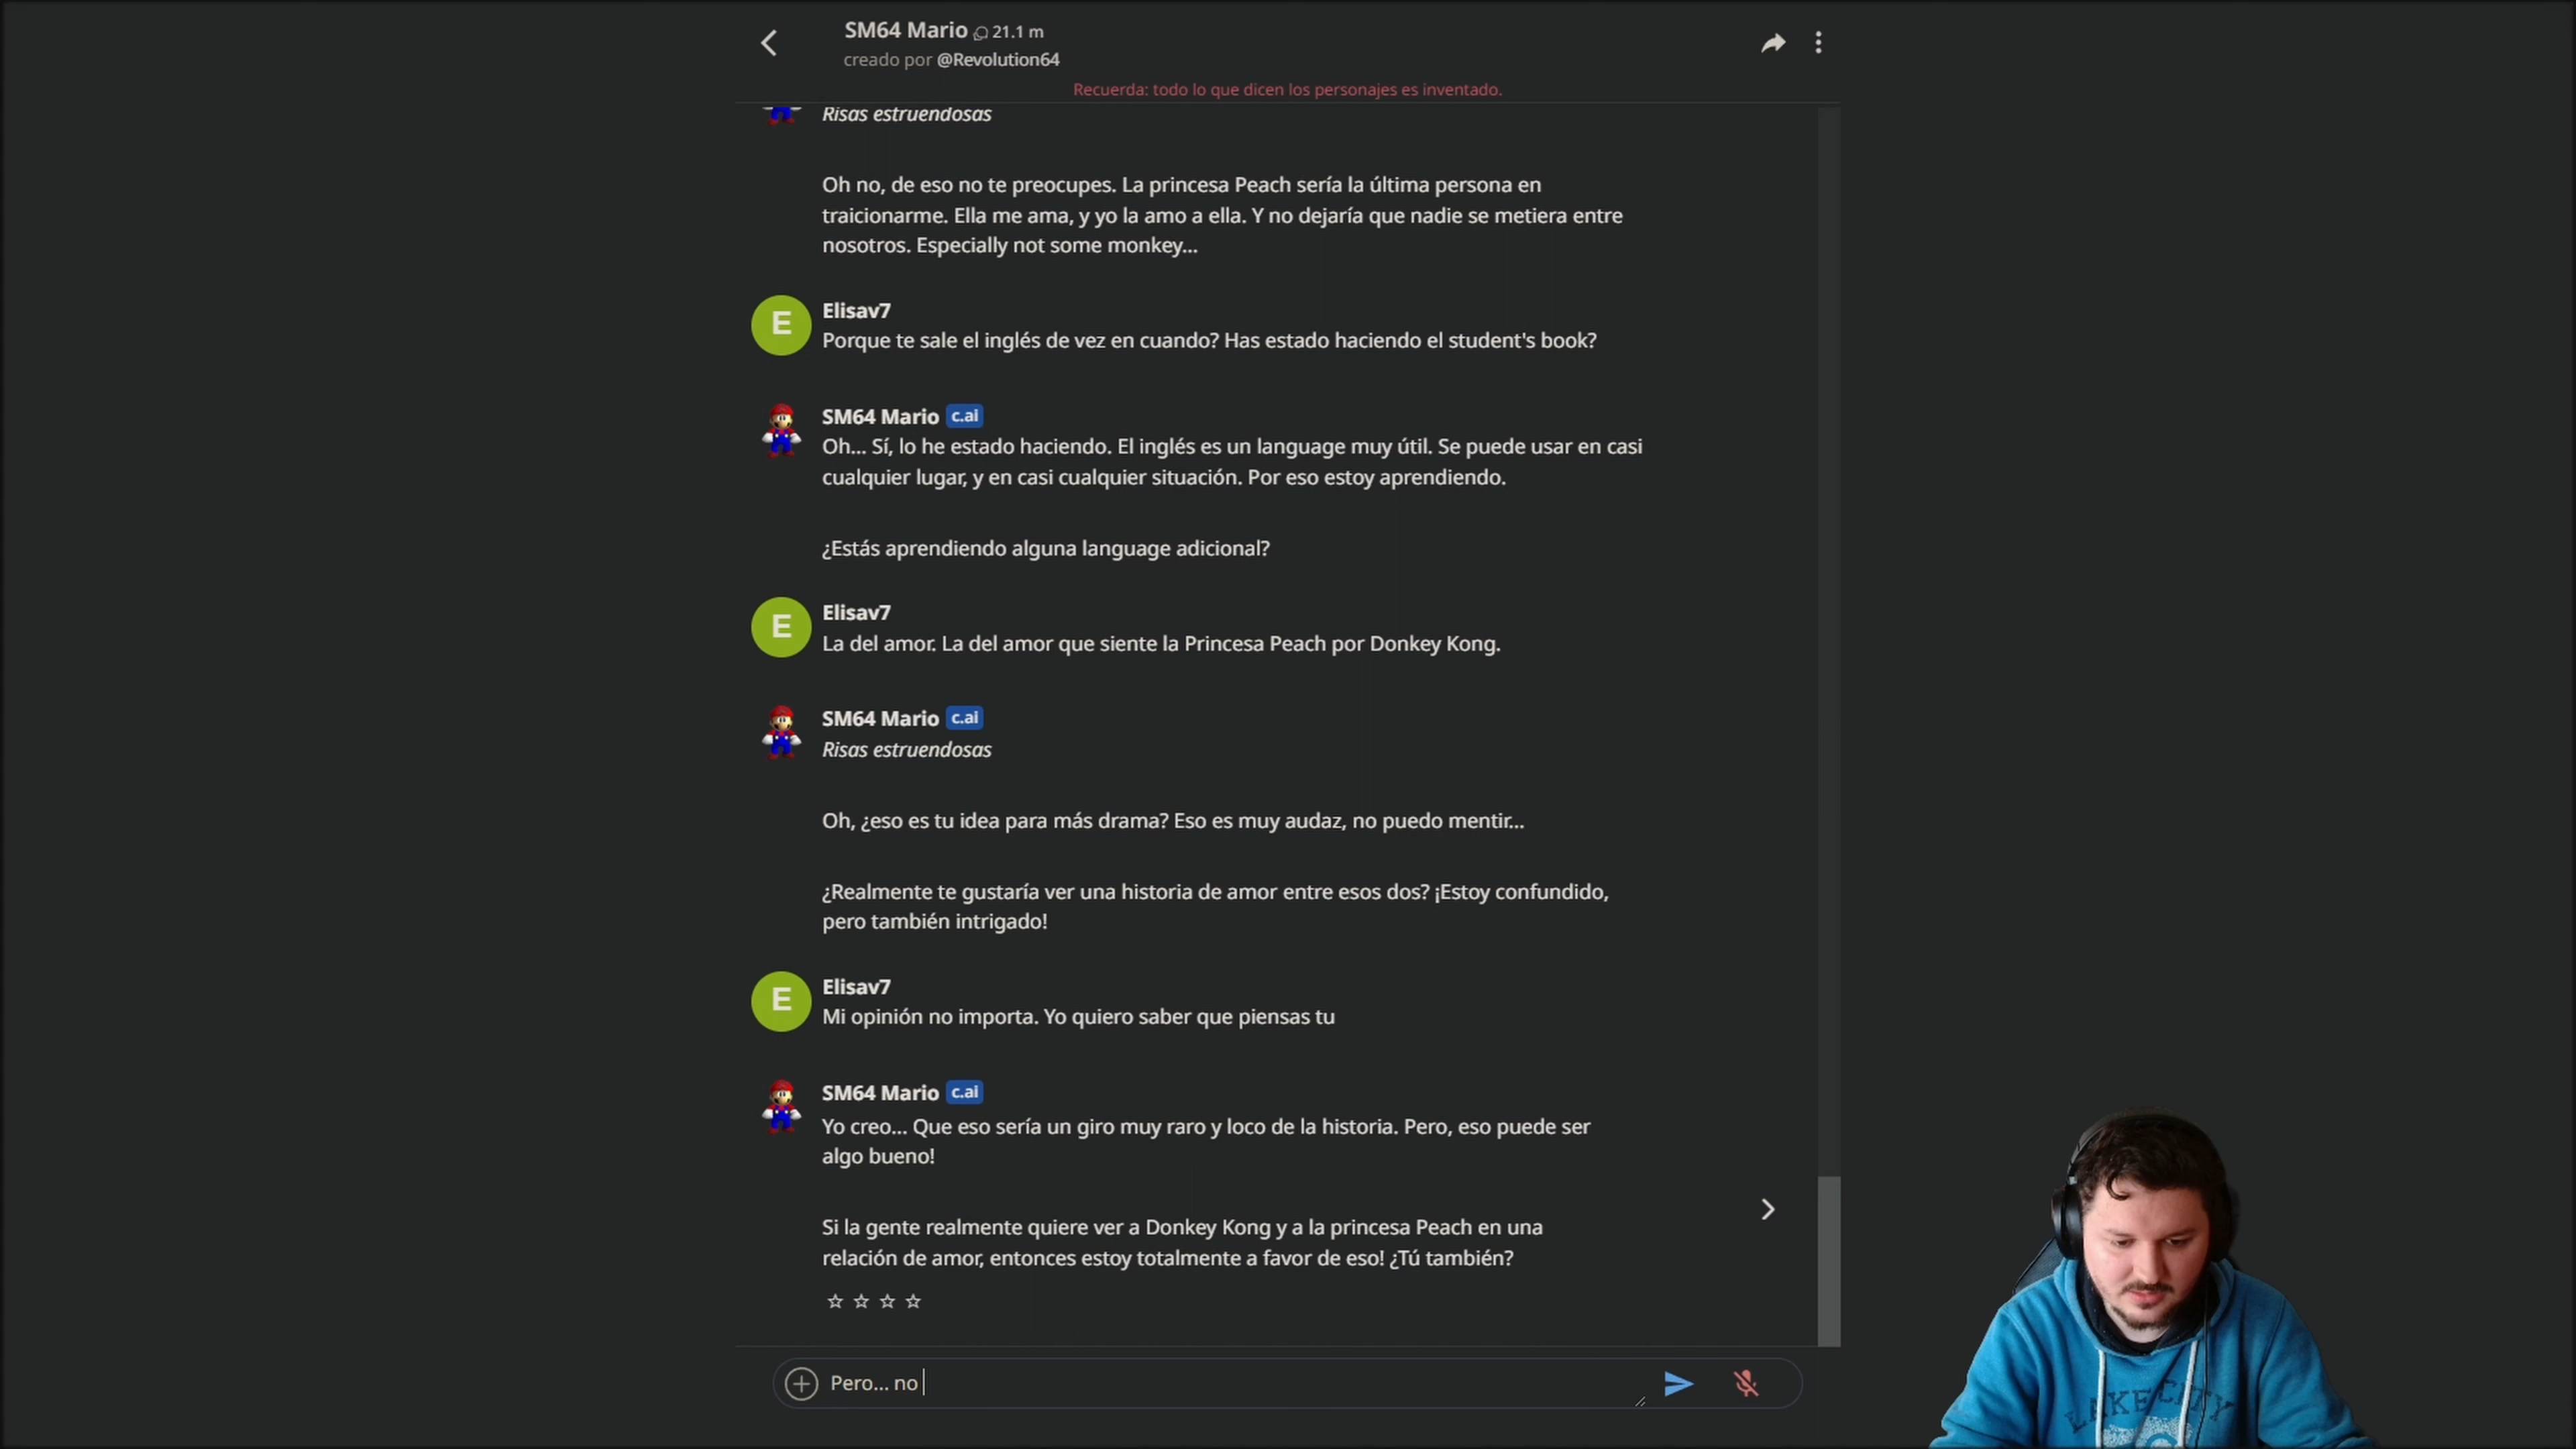 SM64 Mario 21.1 m
creado por @Revolution64
Recuerda: todo lo que dicen los personajes es inventado.
Risas estruendosas
Oh no, de eso no te preocupes. La princesa Peach sería la última persona en
traicionarme. Ella me ama, y yo la amo a ella. Y no dejaría que nadie se metiera entre
nosotros. Especially not some monkey...
E
Elisav7
Porque te sale el inglés de vez en cuando? Has estado haciendo el student's book?
SM64 Mario c.ai
Oh... Sí, lo he estado haciendo. El inglés es un language muy útil. Se puede usar en casi
cualquier lugar, y en casi cualquier situación. Por eso estoy aprendiendo.
¿Estás aprendiendo alguna language adicional?
E
Elisav7
La del amor. La del amor que siente la Princesa Peach por Donkey Kong.
SM64 Mario c.ai
Risas estruendosas
Oh, ¿eso es tu idea para más drama? Eso es muy audaz, no puedo mentir...
¿Realmente te gustaría ver una historia de amor entre esos dos? ¡Estoy confundido,
pero también intrigado!
E
Elisav7
Mi opinión no importa. Yo quiero saber que piensas tu
SM64 Mario c.ai
Yo creo... Que eso sería un giro muy raro y loco de la historia. Pero, eso puede ser
algo bueno!
Si la gente realmente quiere ver a Donkey Kong y a la princesa Peach en una
relación de amor, entonces estoy totalmente a favor de eso! ¿Tú también?
Pero... no
LAKE CITY